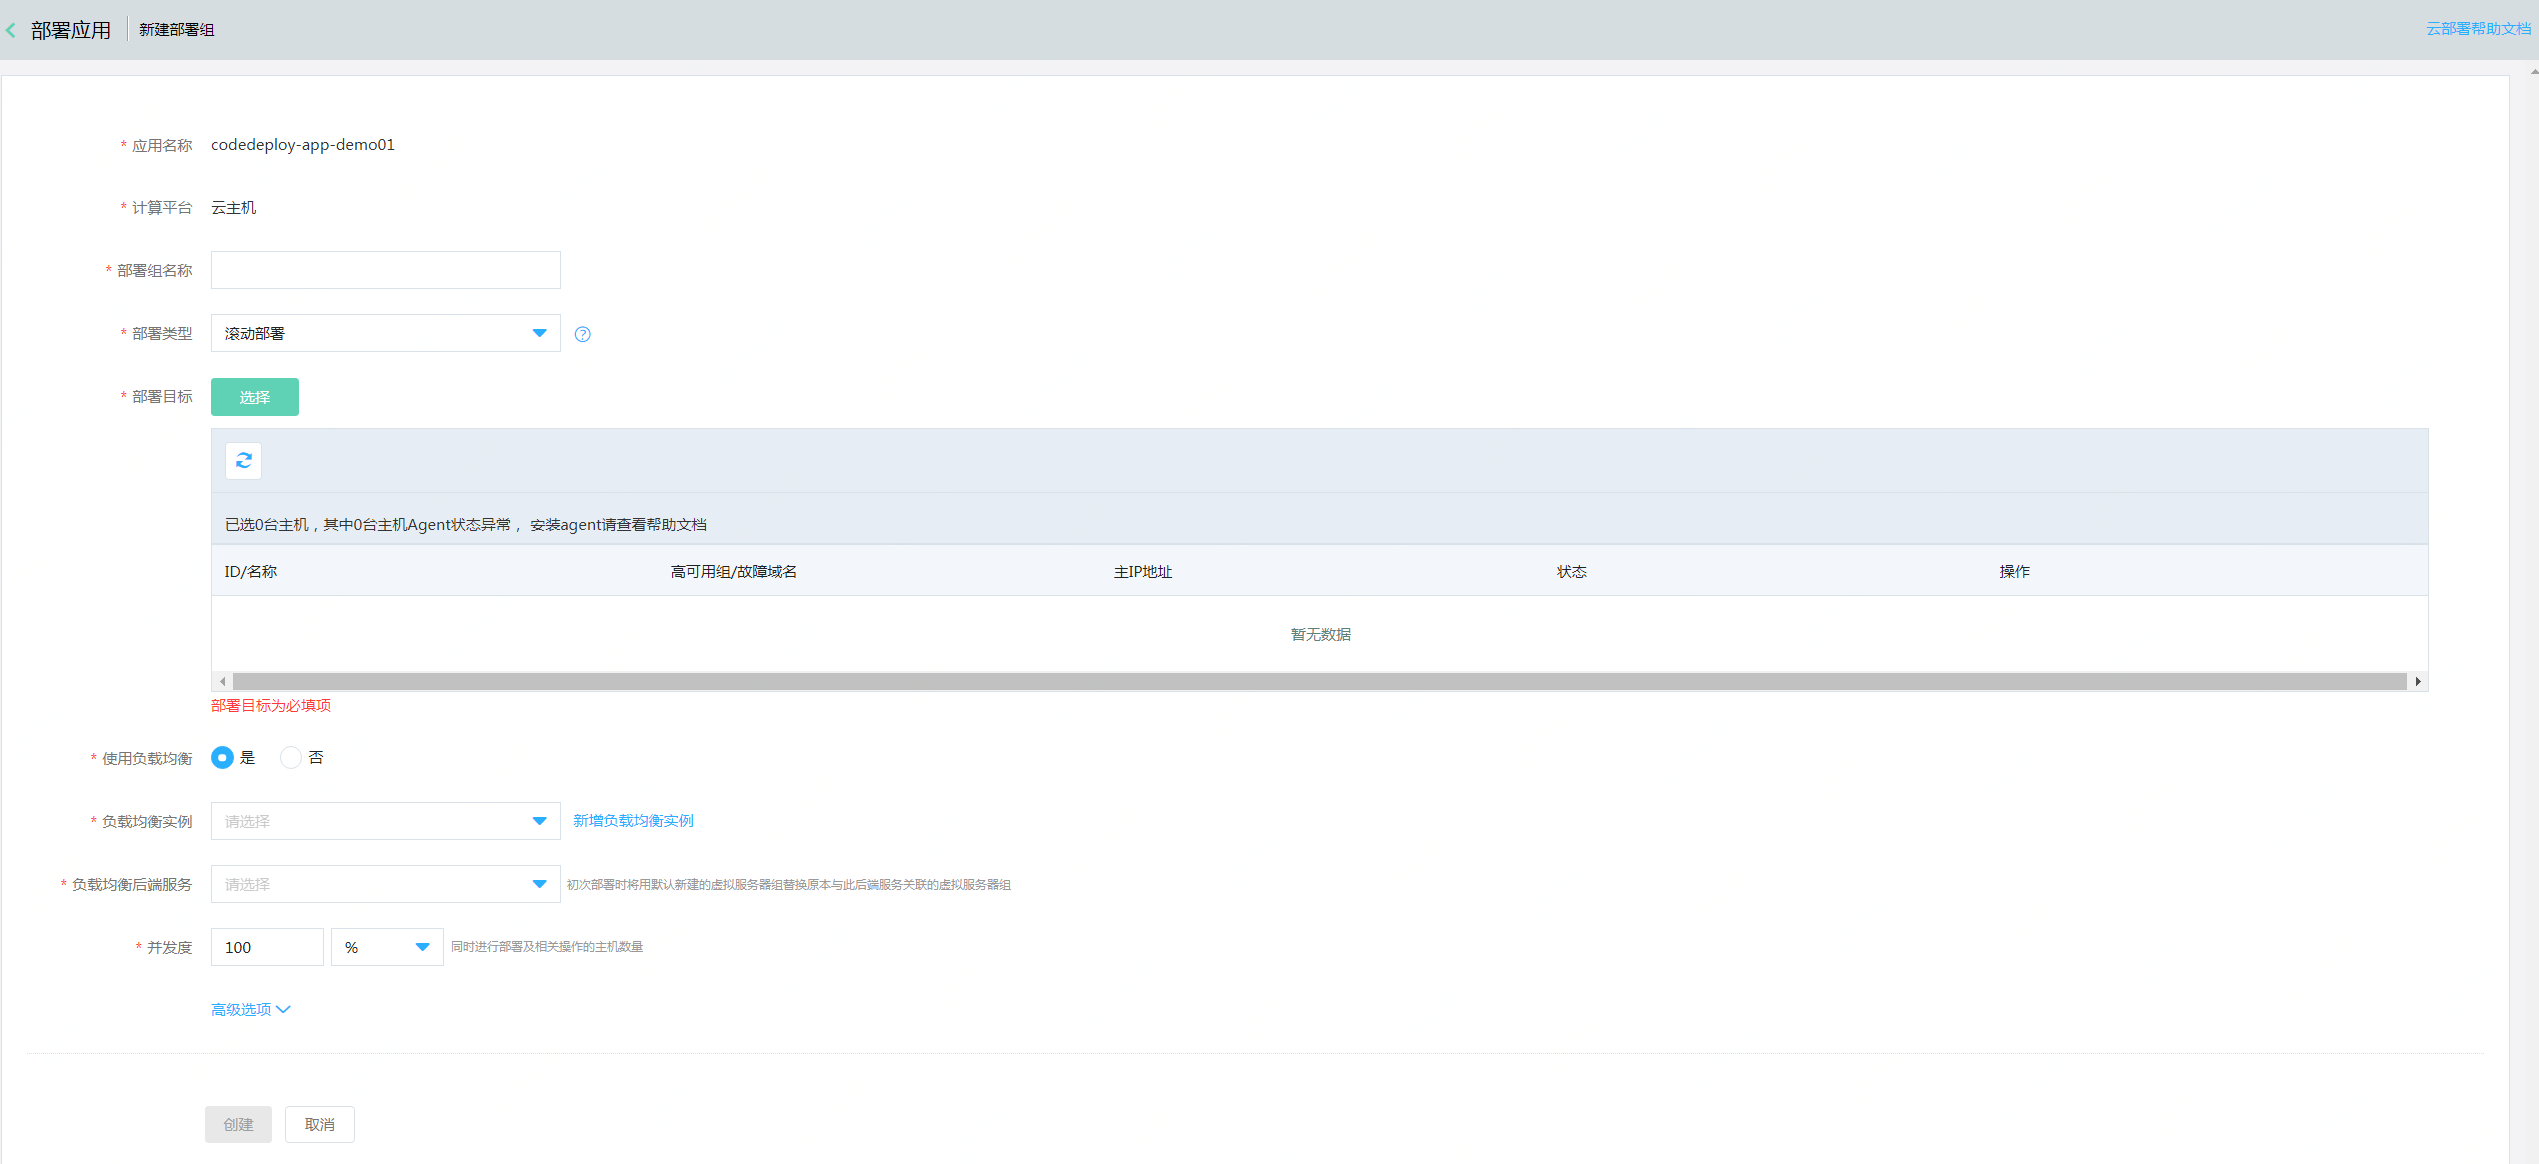 部署应用 新建部署组 云部署帮助文档
* 应用名称 codedeploy-app-demo01
* 计算平台 云主机
* 部署组名称
* 部署类型 滚动部署 ?
* 部署目标 选择
已选0台主机，其中0台主机Agent状态异常， 安装agent请查看帮助文档
ID/名称 高可用组/故障域名 主IP地址 状态 操作
暂无数据
部署目标为必填项
* 使用负载均衡 是 否
* 负载均衡实例 请选择 新增负载均衡实例
* 负载均衡后端服务 请选择 初次部署时将用默认新建的虚拟服务器组替换原本与此后端服务关联的虚拟服务器组
* 并发度 100 % 同时进行部署及相关操作的主机数量
高级选项
创建 取消